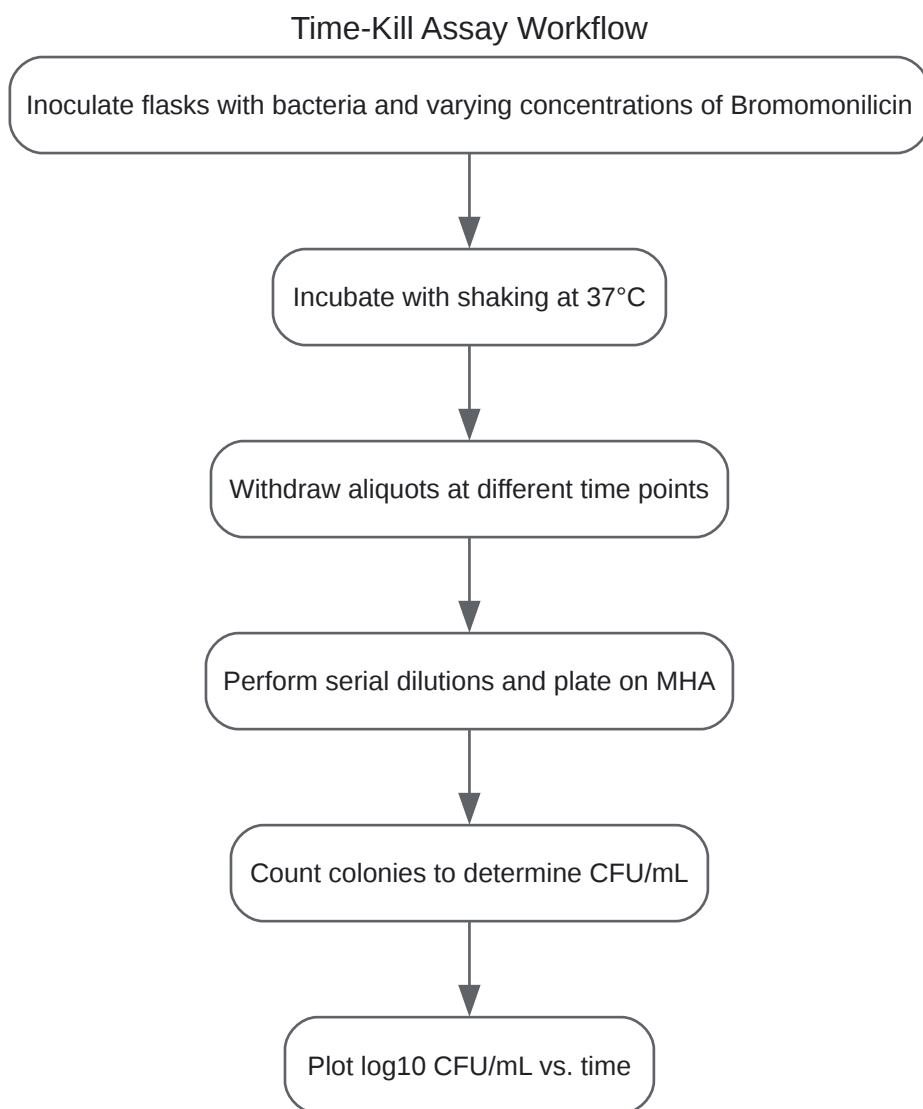 Time-Kill Assay Workflow
Inoculate flasks with bacteria and varying concentrations of Bromomonilicin
Incubate with shaking at 37°C
Withdraw aliquots at different time points
Perform serial dilutions and plate on MHA
Count colonies to determine CFU/mL
Plot log10 CFU/mL vs. time